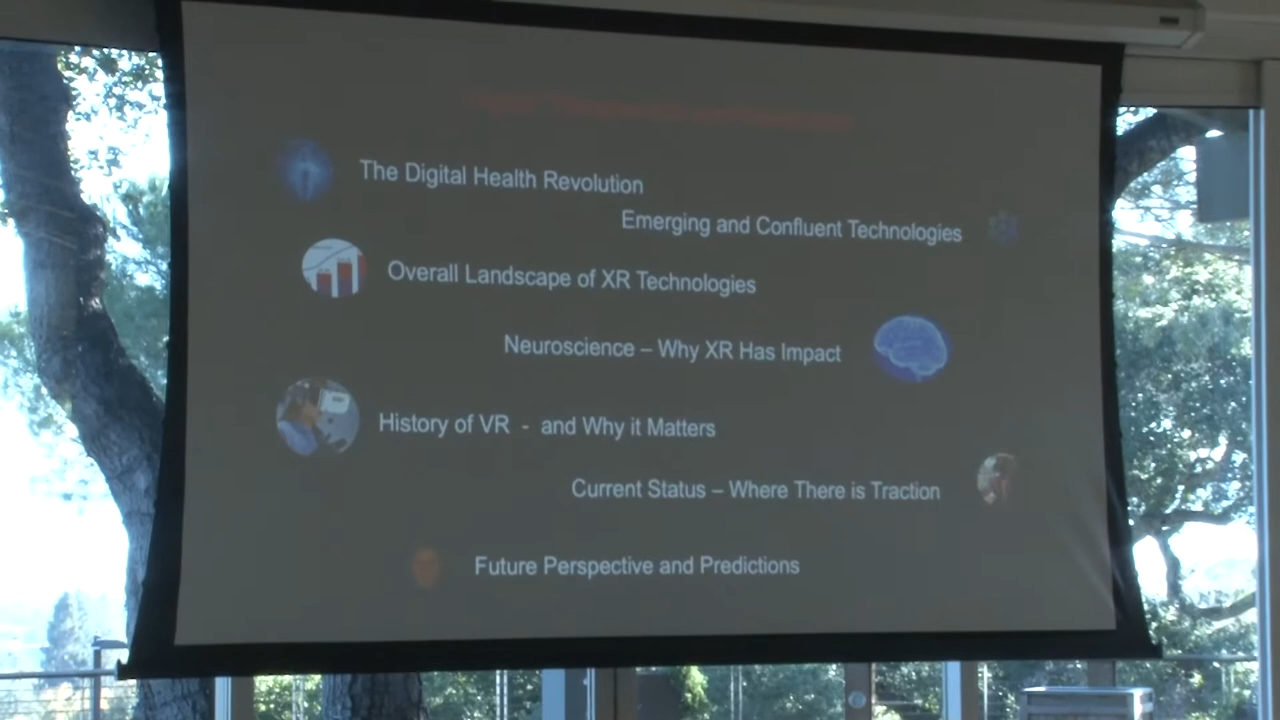 The Digital Health Revolution
Emerging and Confluent Technologies
Overall Landscape of XR Technologies
Neuroscience – Why XR Has Impact
History of VR - and Why it Matters
Current Status – Where There is Traction
Future Perspective and Predictions